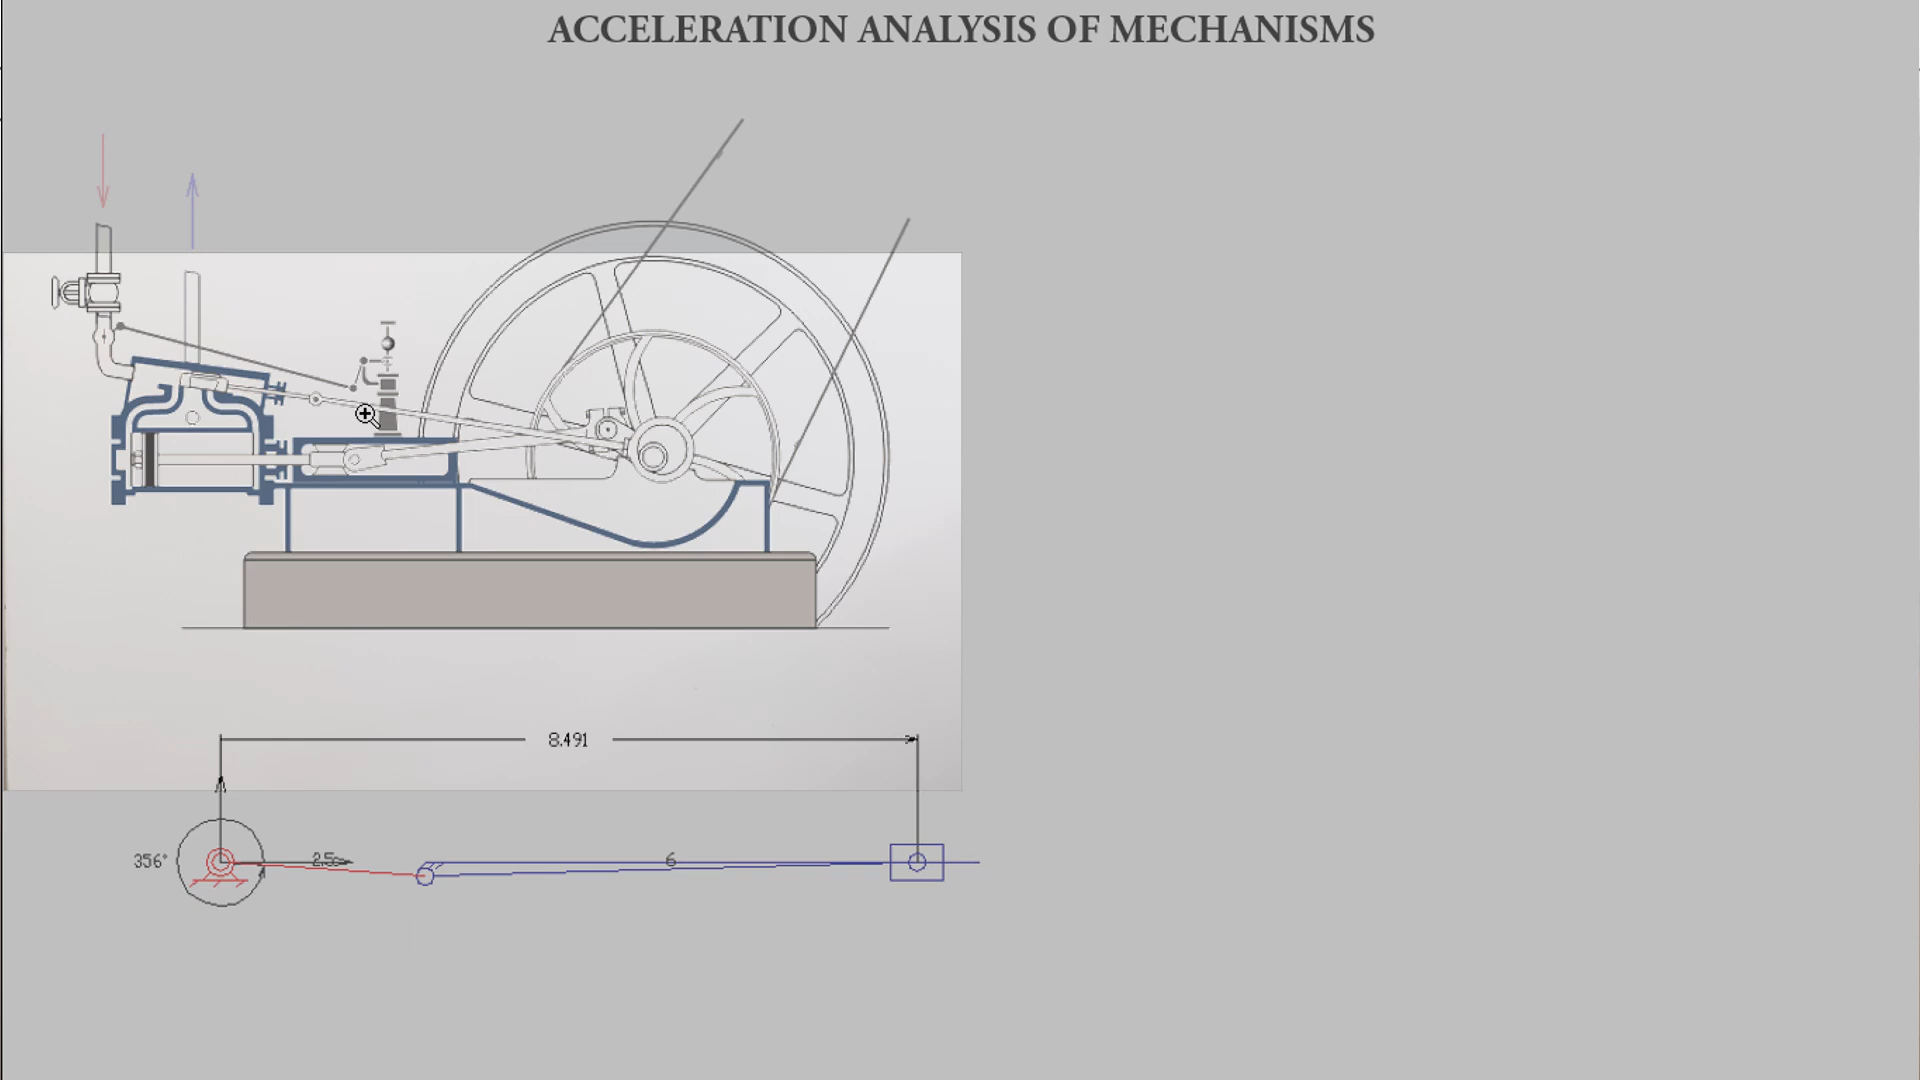 ACCELERATION ANALYSIS OF MECHANISMS
8.491
356°
2.5
6